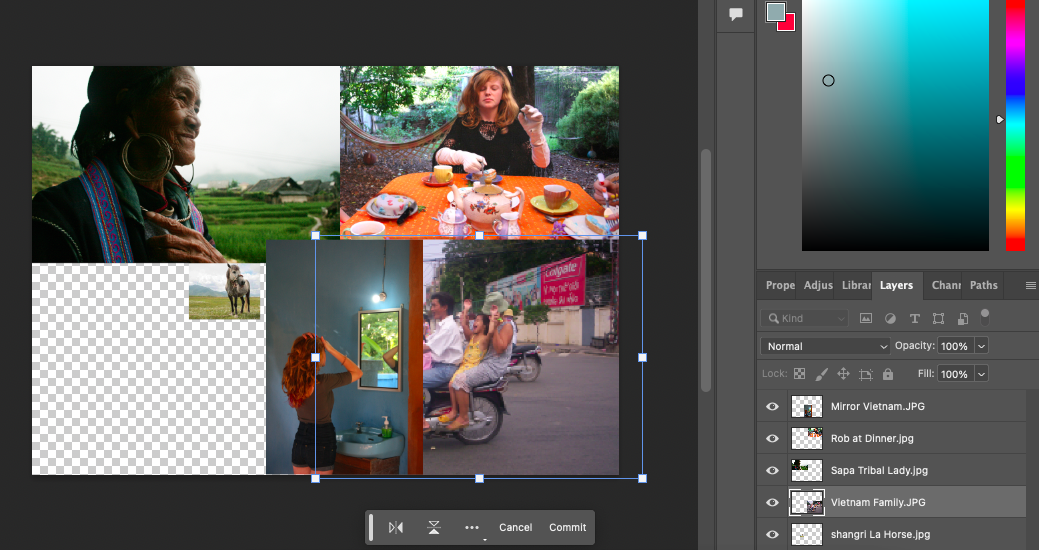 Colgate
Prope Adjus Librar Layers Chann Paths
Kind
Normal Opacity: 100%
Lock: Fill: 100%
Mirror Vietnam.JPG
Rob at Dinner.jpg
Sapa Tribal Lady.jpg
Vietnam Family.JPG
shangri La Horse.jpg
Cancel Commit